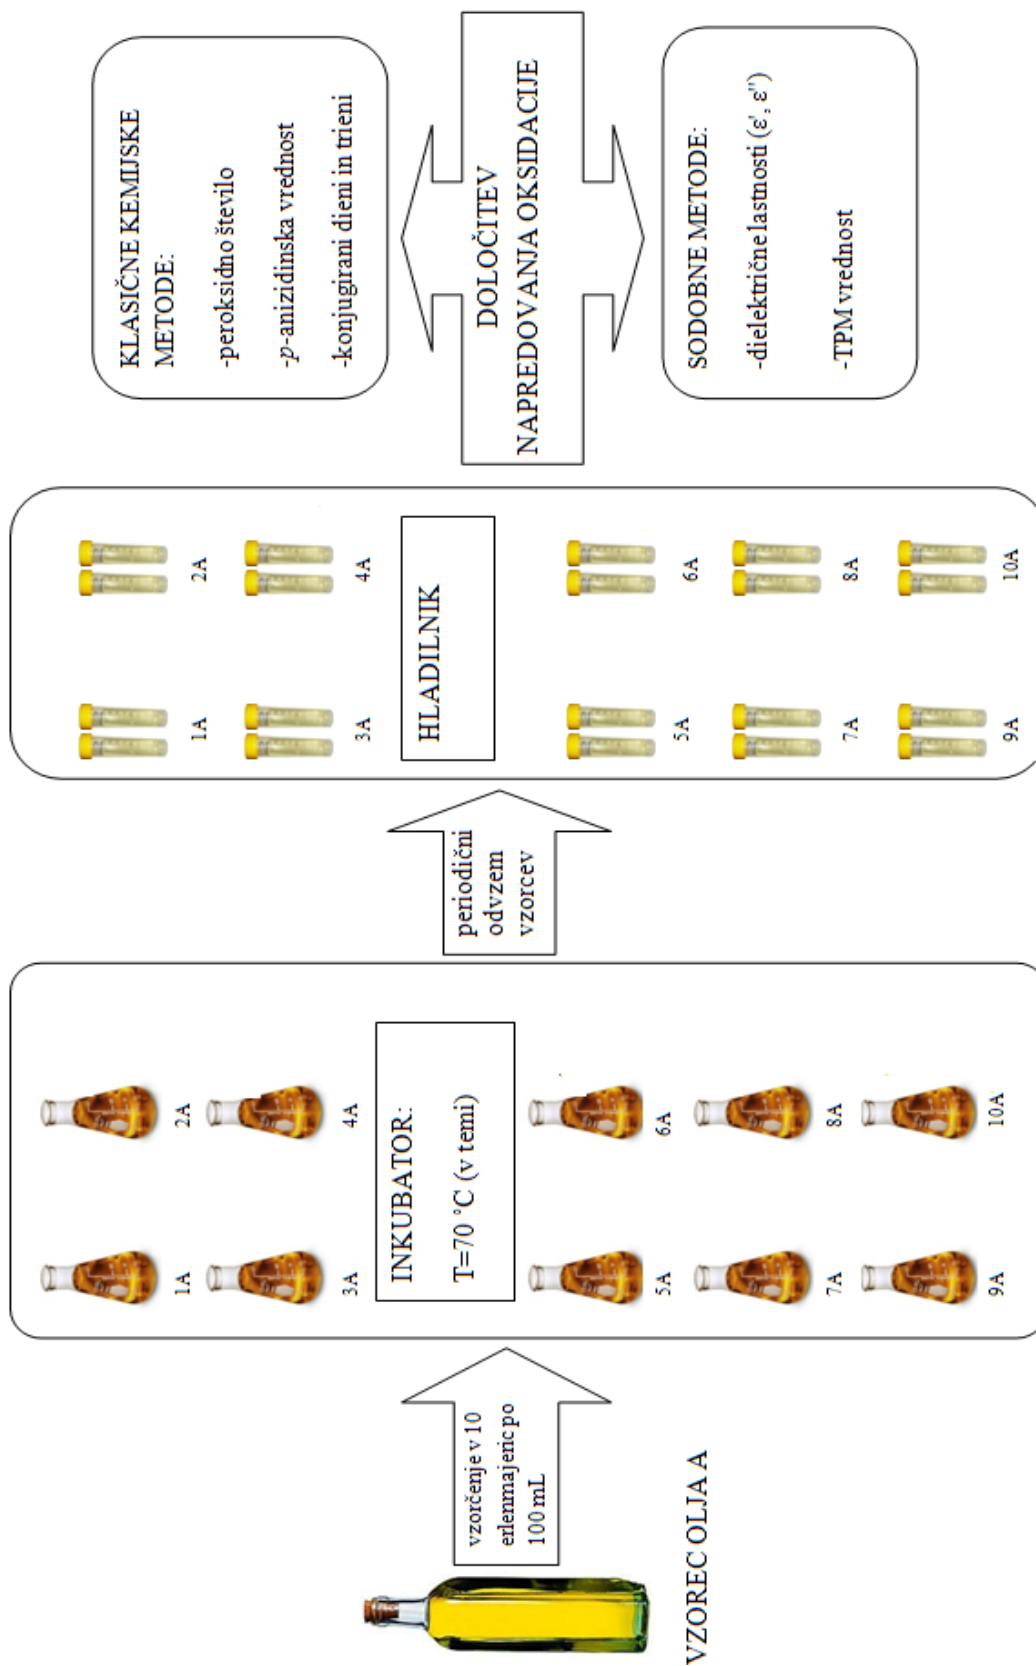 VZOREC OLJA A
vzorčenje v 10
erlenmajeric po
100 mL
1A
2A
3A
4A
INKUBATOR:
T=70 °C (v temi)
5A
6A
7A
8A
9A
10A
periodični
odvzem
vzorcev
1A
2A
3A
4A
HLADILNIK
5A
6A
7A
8A
9A
10A
DOLOČITEV
NAPREDOVANJA OKSIDACIJE
KLASIČNE KEMIJSKE
METODE:
-peroksidno število
-p-anizidinska vrednost
-konjugirani dieni in trieni
SODOBNE METODE:
-dielektrične lastnosti (ε', ε'')
-TPM vrednost